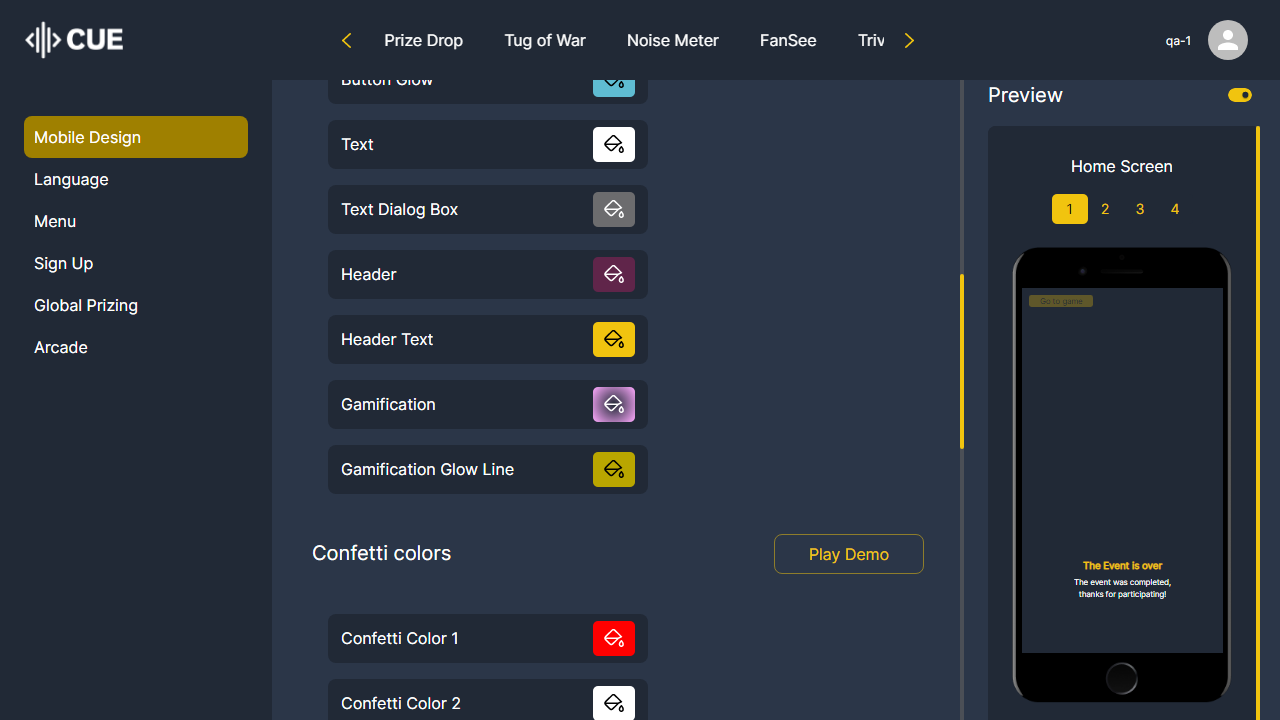 CUE
Prize Drop
Tug of War
Noise Meter
FanSee
Triv
qa-1
Mobile Design
Language
Menu
Sign Up
Global Prizing
Arcade
Button Glow
Text
Text Dialog Box
Header
Header Text
Gamification
Gamification Glow Line
Confetti colors
Play Demo
Confetti Color 1
Confetti Color 2
Preview
Home Screen
1 2 3 4
Go to game
The Event is over
The event was completed,
thanks for participating!